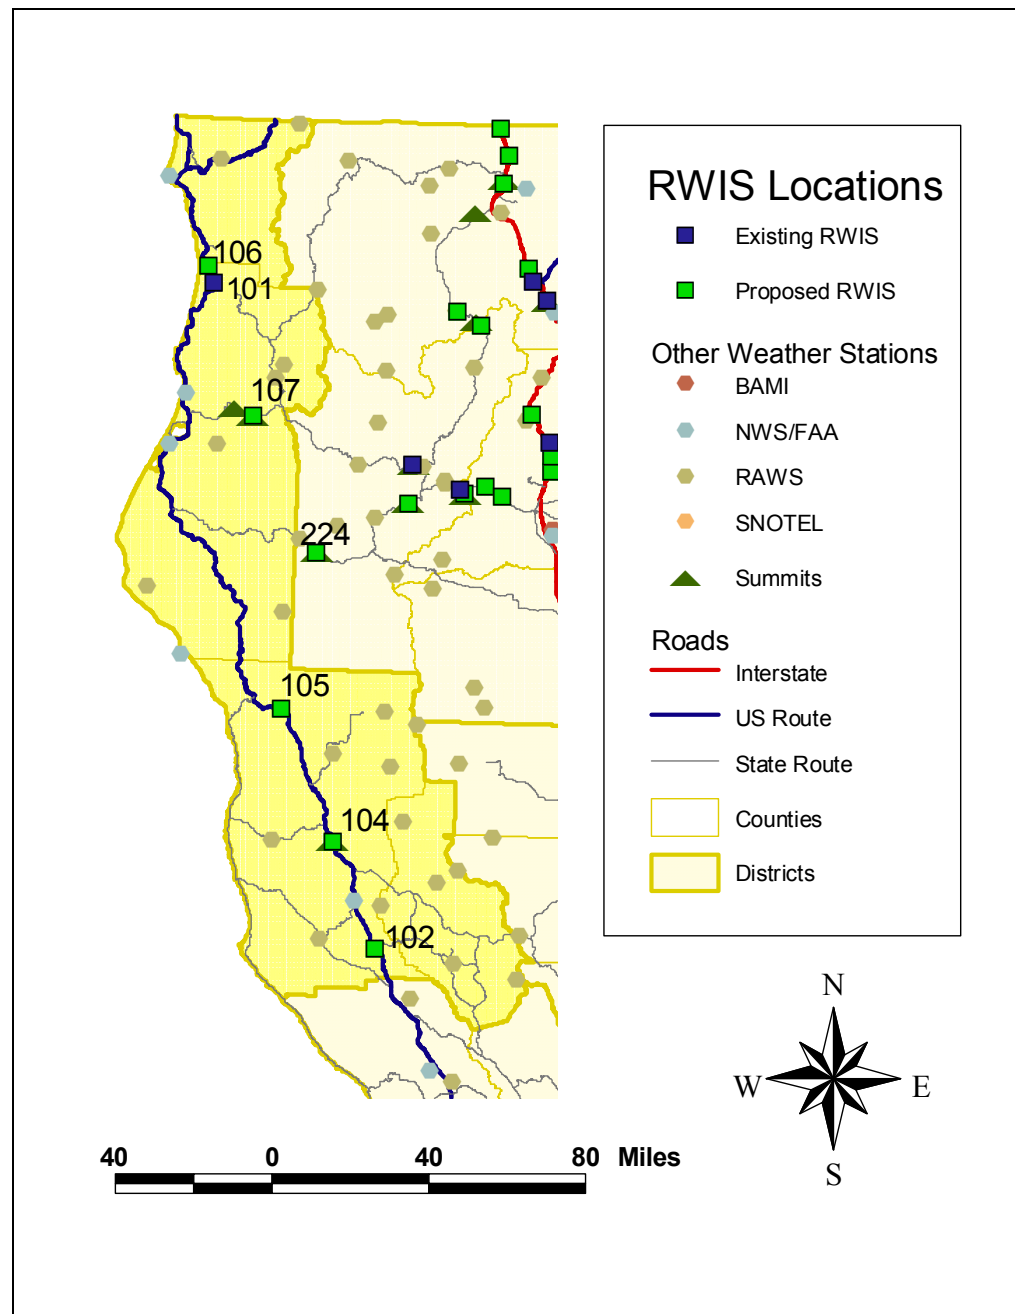 106
101
107
224
105
104
102
RWIS Locations
Existing RWIS
Proposed RWIS
Other Weather Stations
BAMI
NWS/FAA
RAWS
SNOTEL
Summits
Roads
Interstate
US Route
State Route
Counties
Districts
N
W E
S
40 0 40 80 Miles